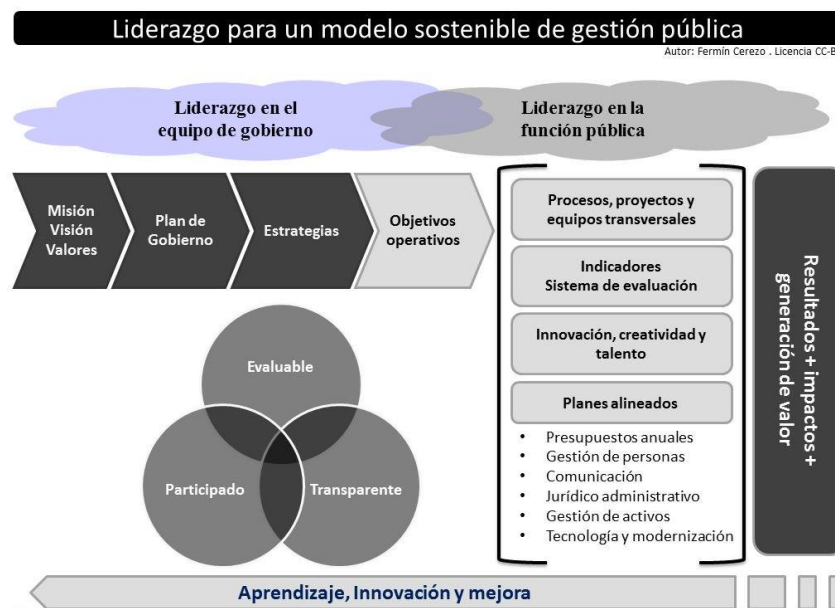 Liderazgo para un modelo sostenible de gestión pública
Autor: Fermín Cerezo . Licencia CC-B
Liderazgo en el
equipo de gobierno
Liderazgo en la
función pública
Misión
Visión
Valores
Plan de
Gobierno
Estrategias
Objetivos
operativos
Procesos, proyectos y
equipos transversales
Indicadores
Sistema de evaluación
Innovación, creatividad y
talento
Planes alineados
• Presupuestos anuales
• Gestión de personas
• Comunicación
• Jurídico administrativo
• Gestión de activos
• Tecnología y modernización
Resultados + impactos +
generación de valor
Evaluable
Participado
Transparente
Aprendizaje, Innovación y mejora